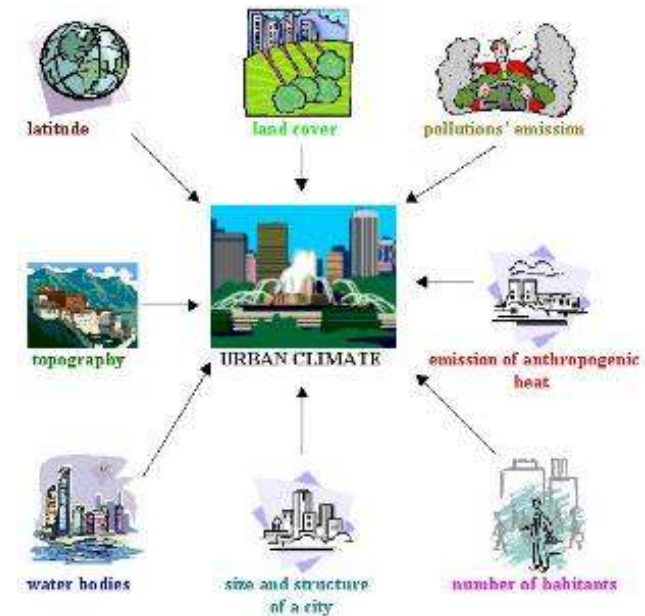 latitude
land cover
pollutions' emission
topography
URBAN CLIMATE
emission of anthropogenic
heat
water bodies
size and structure
of a city
number of habitants